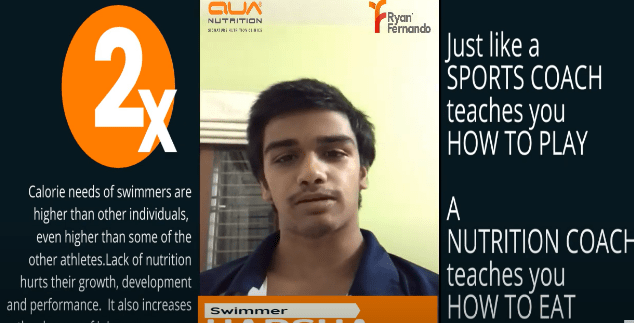 2x
Calorie needs of swimmers are
higher than other individuals,
even higher than some of the
other athletes.Lack of nutrition
hurts their growth, development
and performance. It also increases
QUA
NUTRITION
Ryan
Fernando
Swimmer
Just like a
SPORTS COACH
teaches you
HOW TO PLAY
A
NUTRITION COACH
teaches you
HOW TO EAT